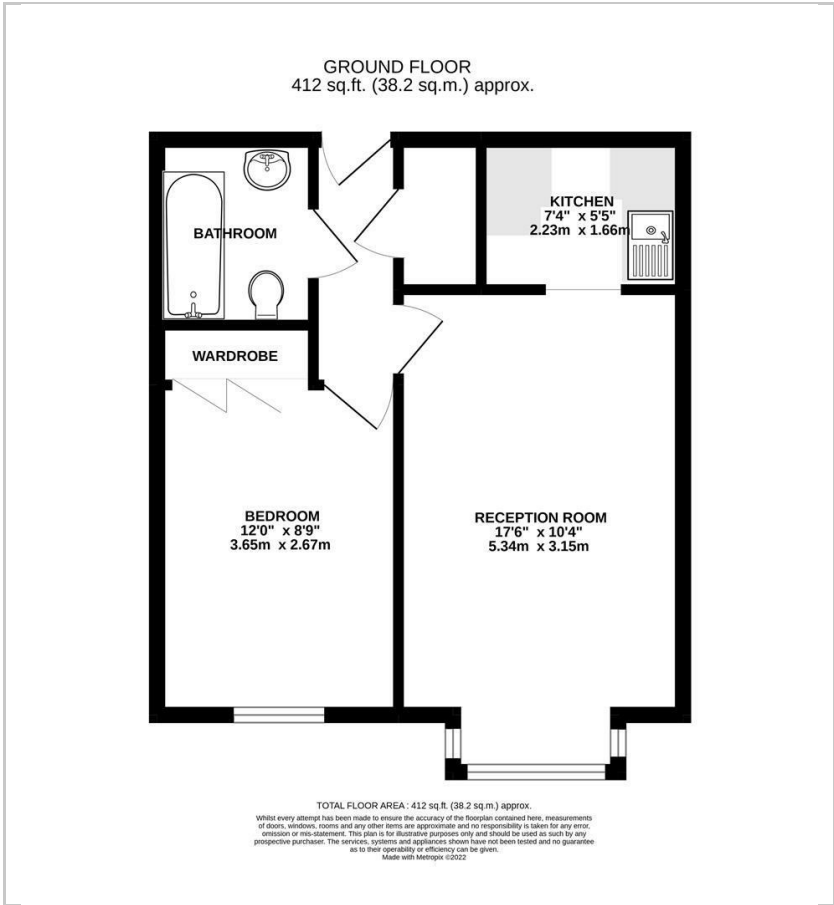 GROUND FLOOR
412 sq.ft. (38.2 sq.m.) approx.
BATHROOM
KITCHEN
7'4" x 5'5"
2.23m x 1.66m
WARDROBE
BEDROOM
12'0" x 8'9"
3.65m x 2.67m
RECEPTION ROOM
17'6" x 10'4"
5.34m x 3.15m
TOTAL FLOOR AREA : 412 sq.ft. (38.2 sq.m.) approx.
Whilst every attempt has been made to ensure the accuracy of the floorplan contained here, measurements
of doors, windows, rooms and any other items are approximate and no responsibility is taken for any error,
omission or mis-statement. This plan is for illustrative purposes only and should be used as such by any
prospective purchaser. The services, systems and appliances shown have not been tested and no guarantee
as to their operability or efficiency can be given.
Made with Metropix ©2022